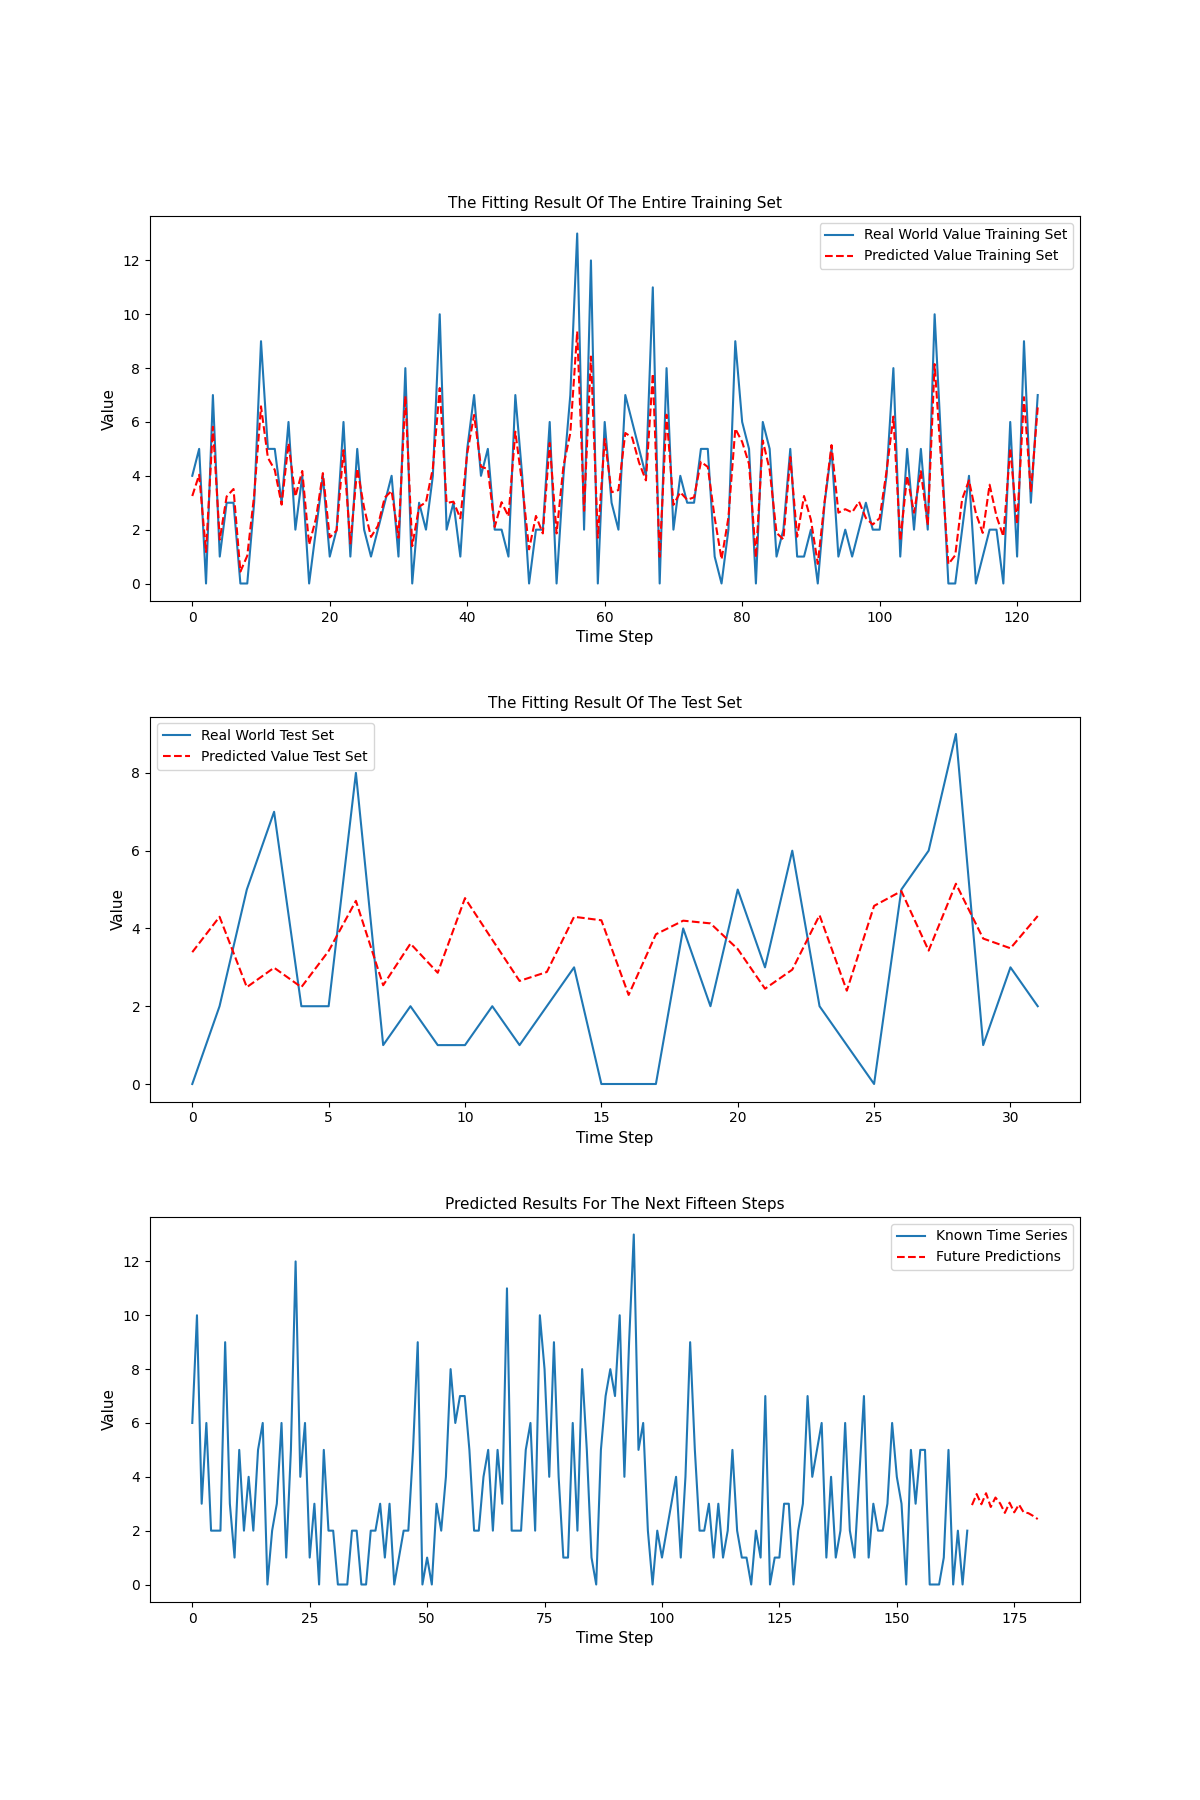 The Fitting Result Of The Entire Training Set
Real World Value Training Set
Predicted Value Training Set
Value
12
10
8
6
4
2
0
0 20 40 60 80 100 120
Time Step
The Fitting Result Of The Test Set
Real World Test Set
Predicted Value Test Set
Value
8
6
4
2
0
0 5 10 15 20 25 30
Time Step
Predicted Results For The Next Fifteen Steps
Known Time Series
Future Predictions
Value
12
10
8
6
4
2
0
0 25 50 75 100 125 150 175
Time Step